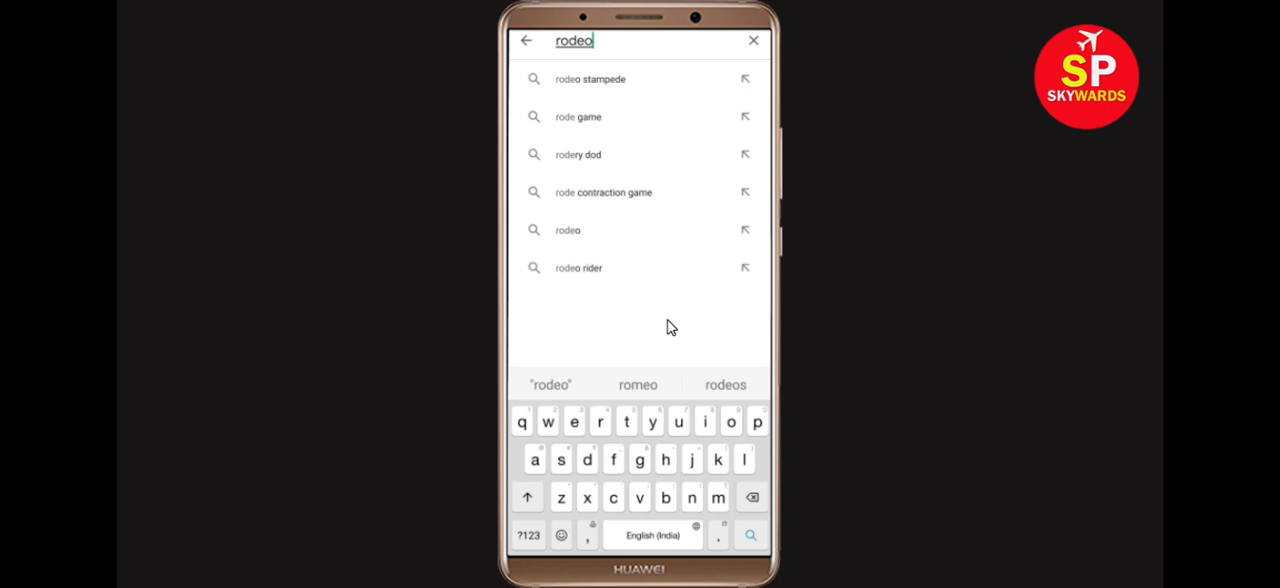 rodeo
SP
SKYWARDS
rodeo stampede
rode game
rodery dod
rode contraction game
rodeo
rodeo rider
"rodeo" romeo rodeos
q w e r t y u i o p
a s d f g h j k l
z x c v b n m
?123 , English (India) .
HUAWEI